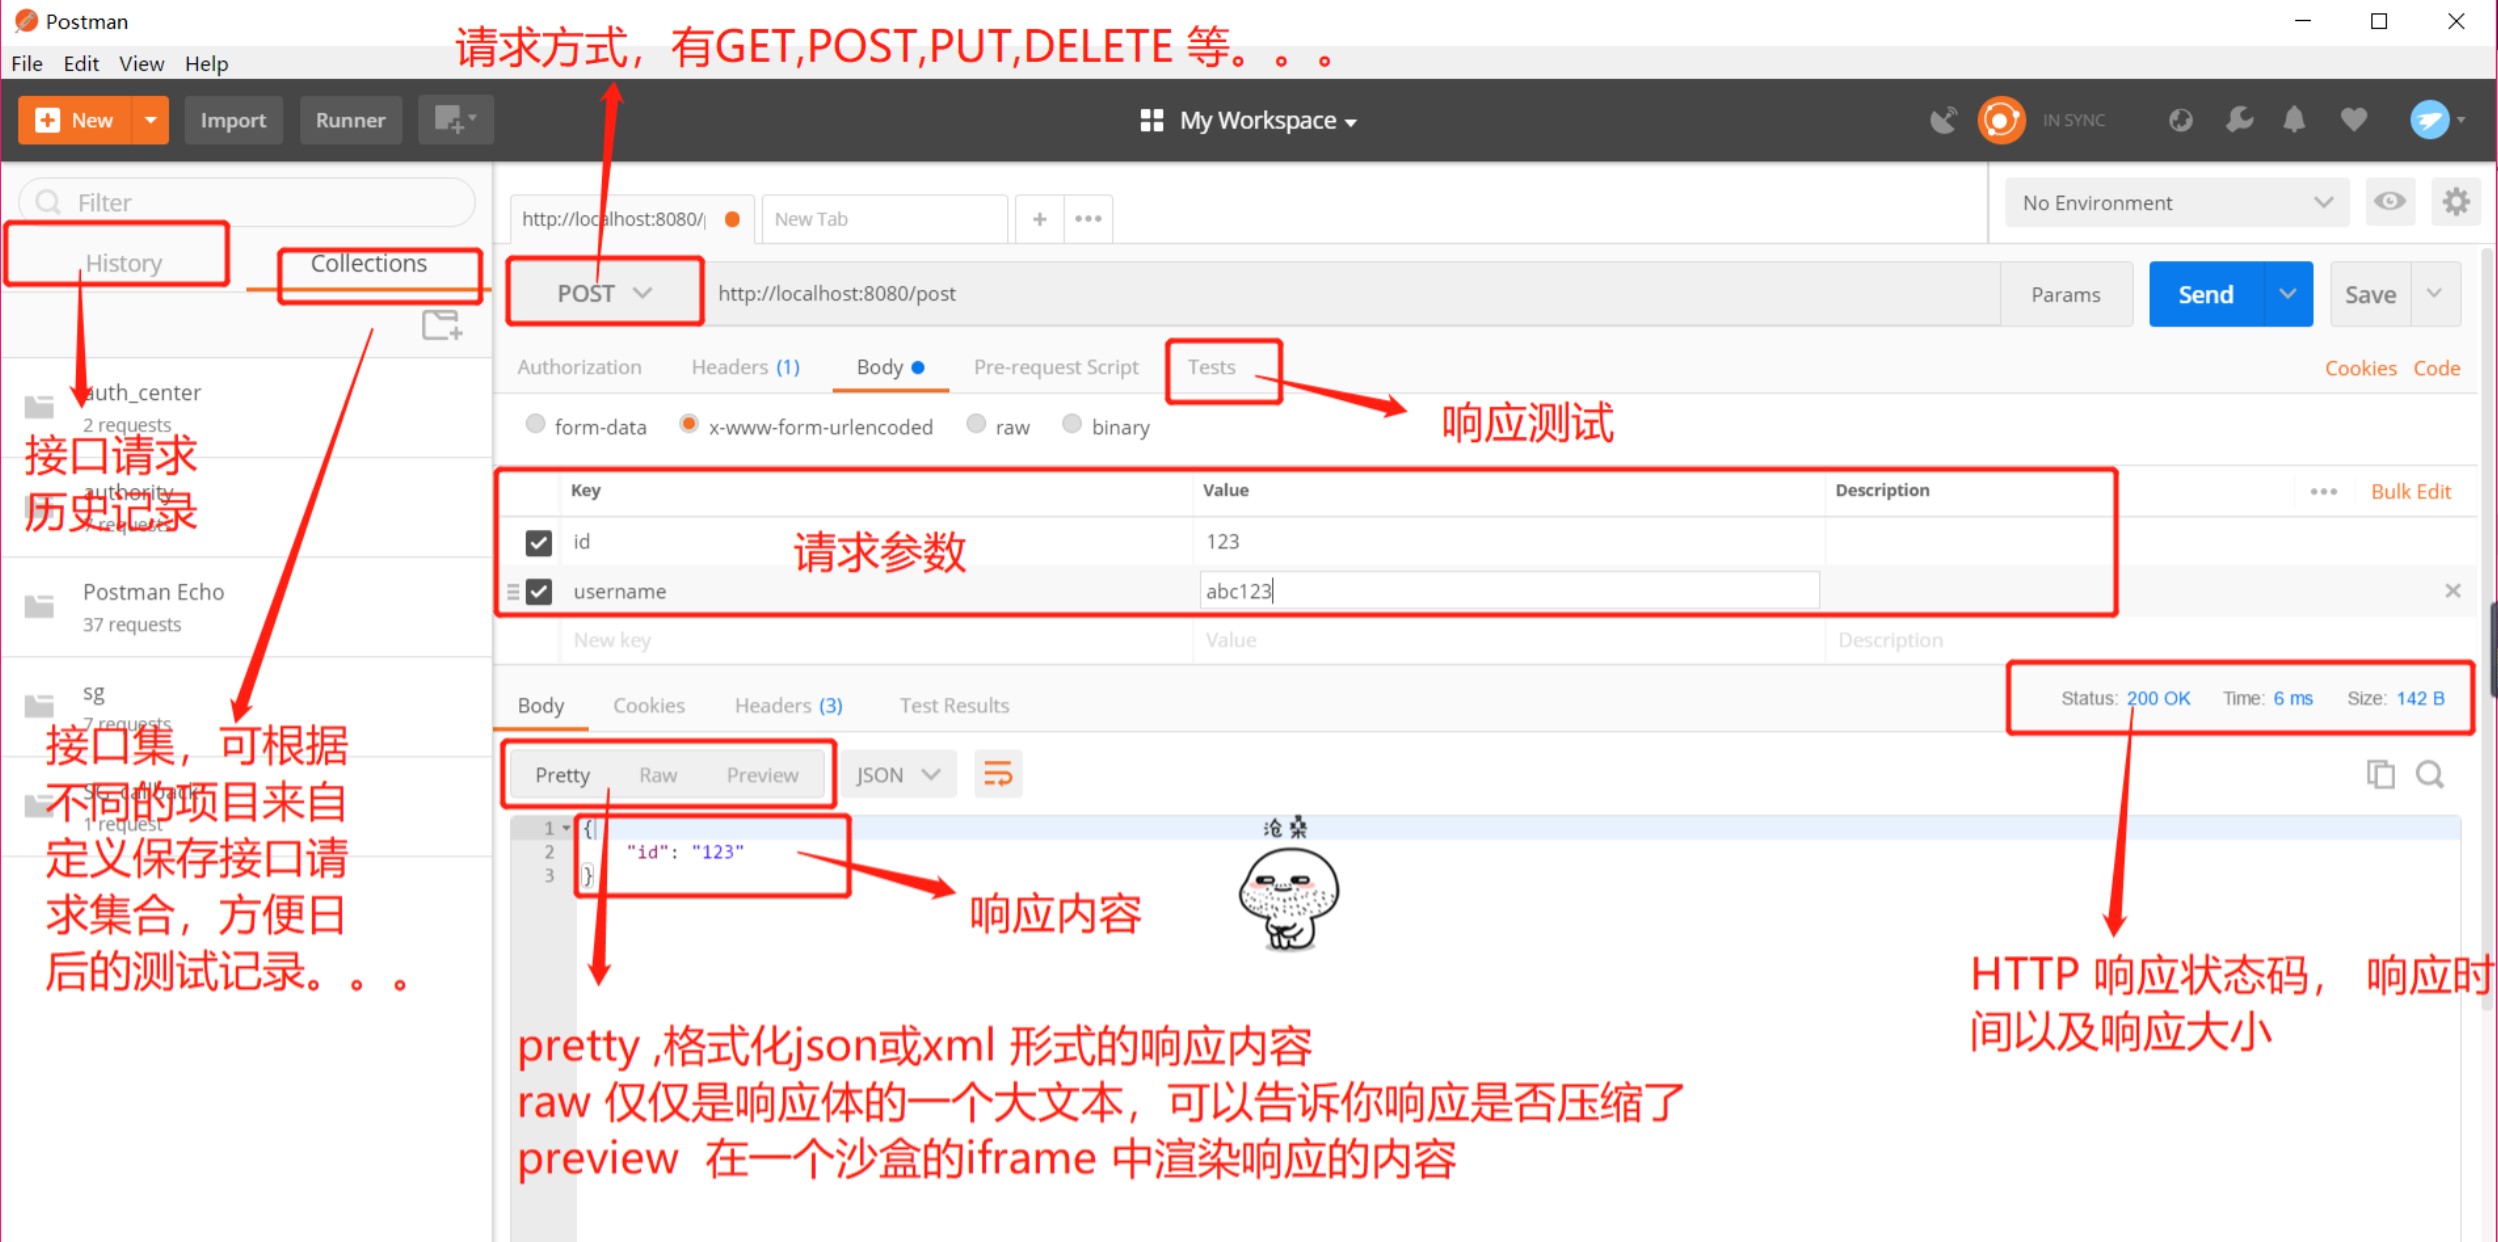 Postman
请求方式，有GET,POST,PUT,DELETE 等。。。
File Edit View Help
New Import Runner My Workspace IN SYNC
Filter
http://localhost:8080/ New Tab + ••• No Environment
History Collections
POST http://localhost:8080/post Params Send Save
Authorization Headers (1) Body Pre-request Script Tests Cookies Code
响应测试
form-data x-www-form-urlencoded raw binary
auth_center
2 requests
接口请求
历史记录
authority
7 requests
Postman Echo
37 requests
sg
7 requests
接口集，可根据
不同的项目来自
定义保存接口请
求集合，方便日
后的测试记录。。。
SG_callback
1 request
Key Value Description ••• Bulk Edit
id 123
请求参数
username abc123
New key Value Description
Body Cookies Headers (3) Test Results Status: 200 OK Time: 6 ms Size: 142 B
Pretty Raw Preview JSON
1 {
2 "id": "123"
3 }
沧桑
响应内容
HTTP 响应状态码， 响应时
间以及响应大小
pretty ,格式化json或xml 形式的响应内容
raw 仅仅是响应体的一个大文本，可以告诉你响应是否压缩了
preview 在一个沙盒的iframe 中渲染响应的内容